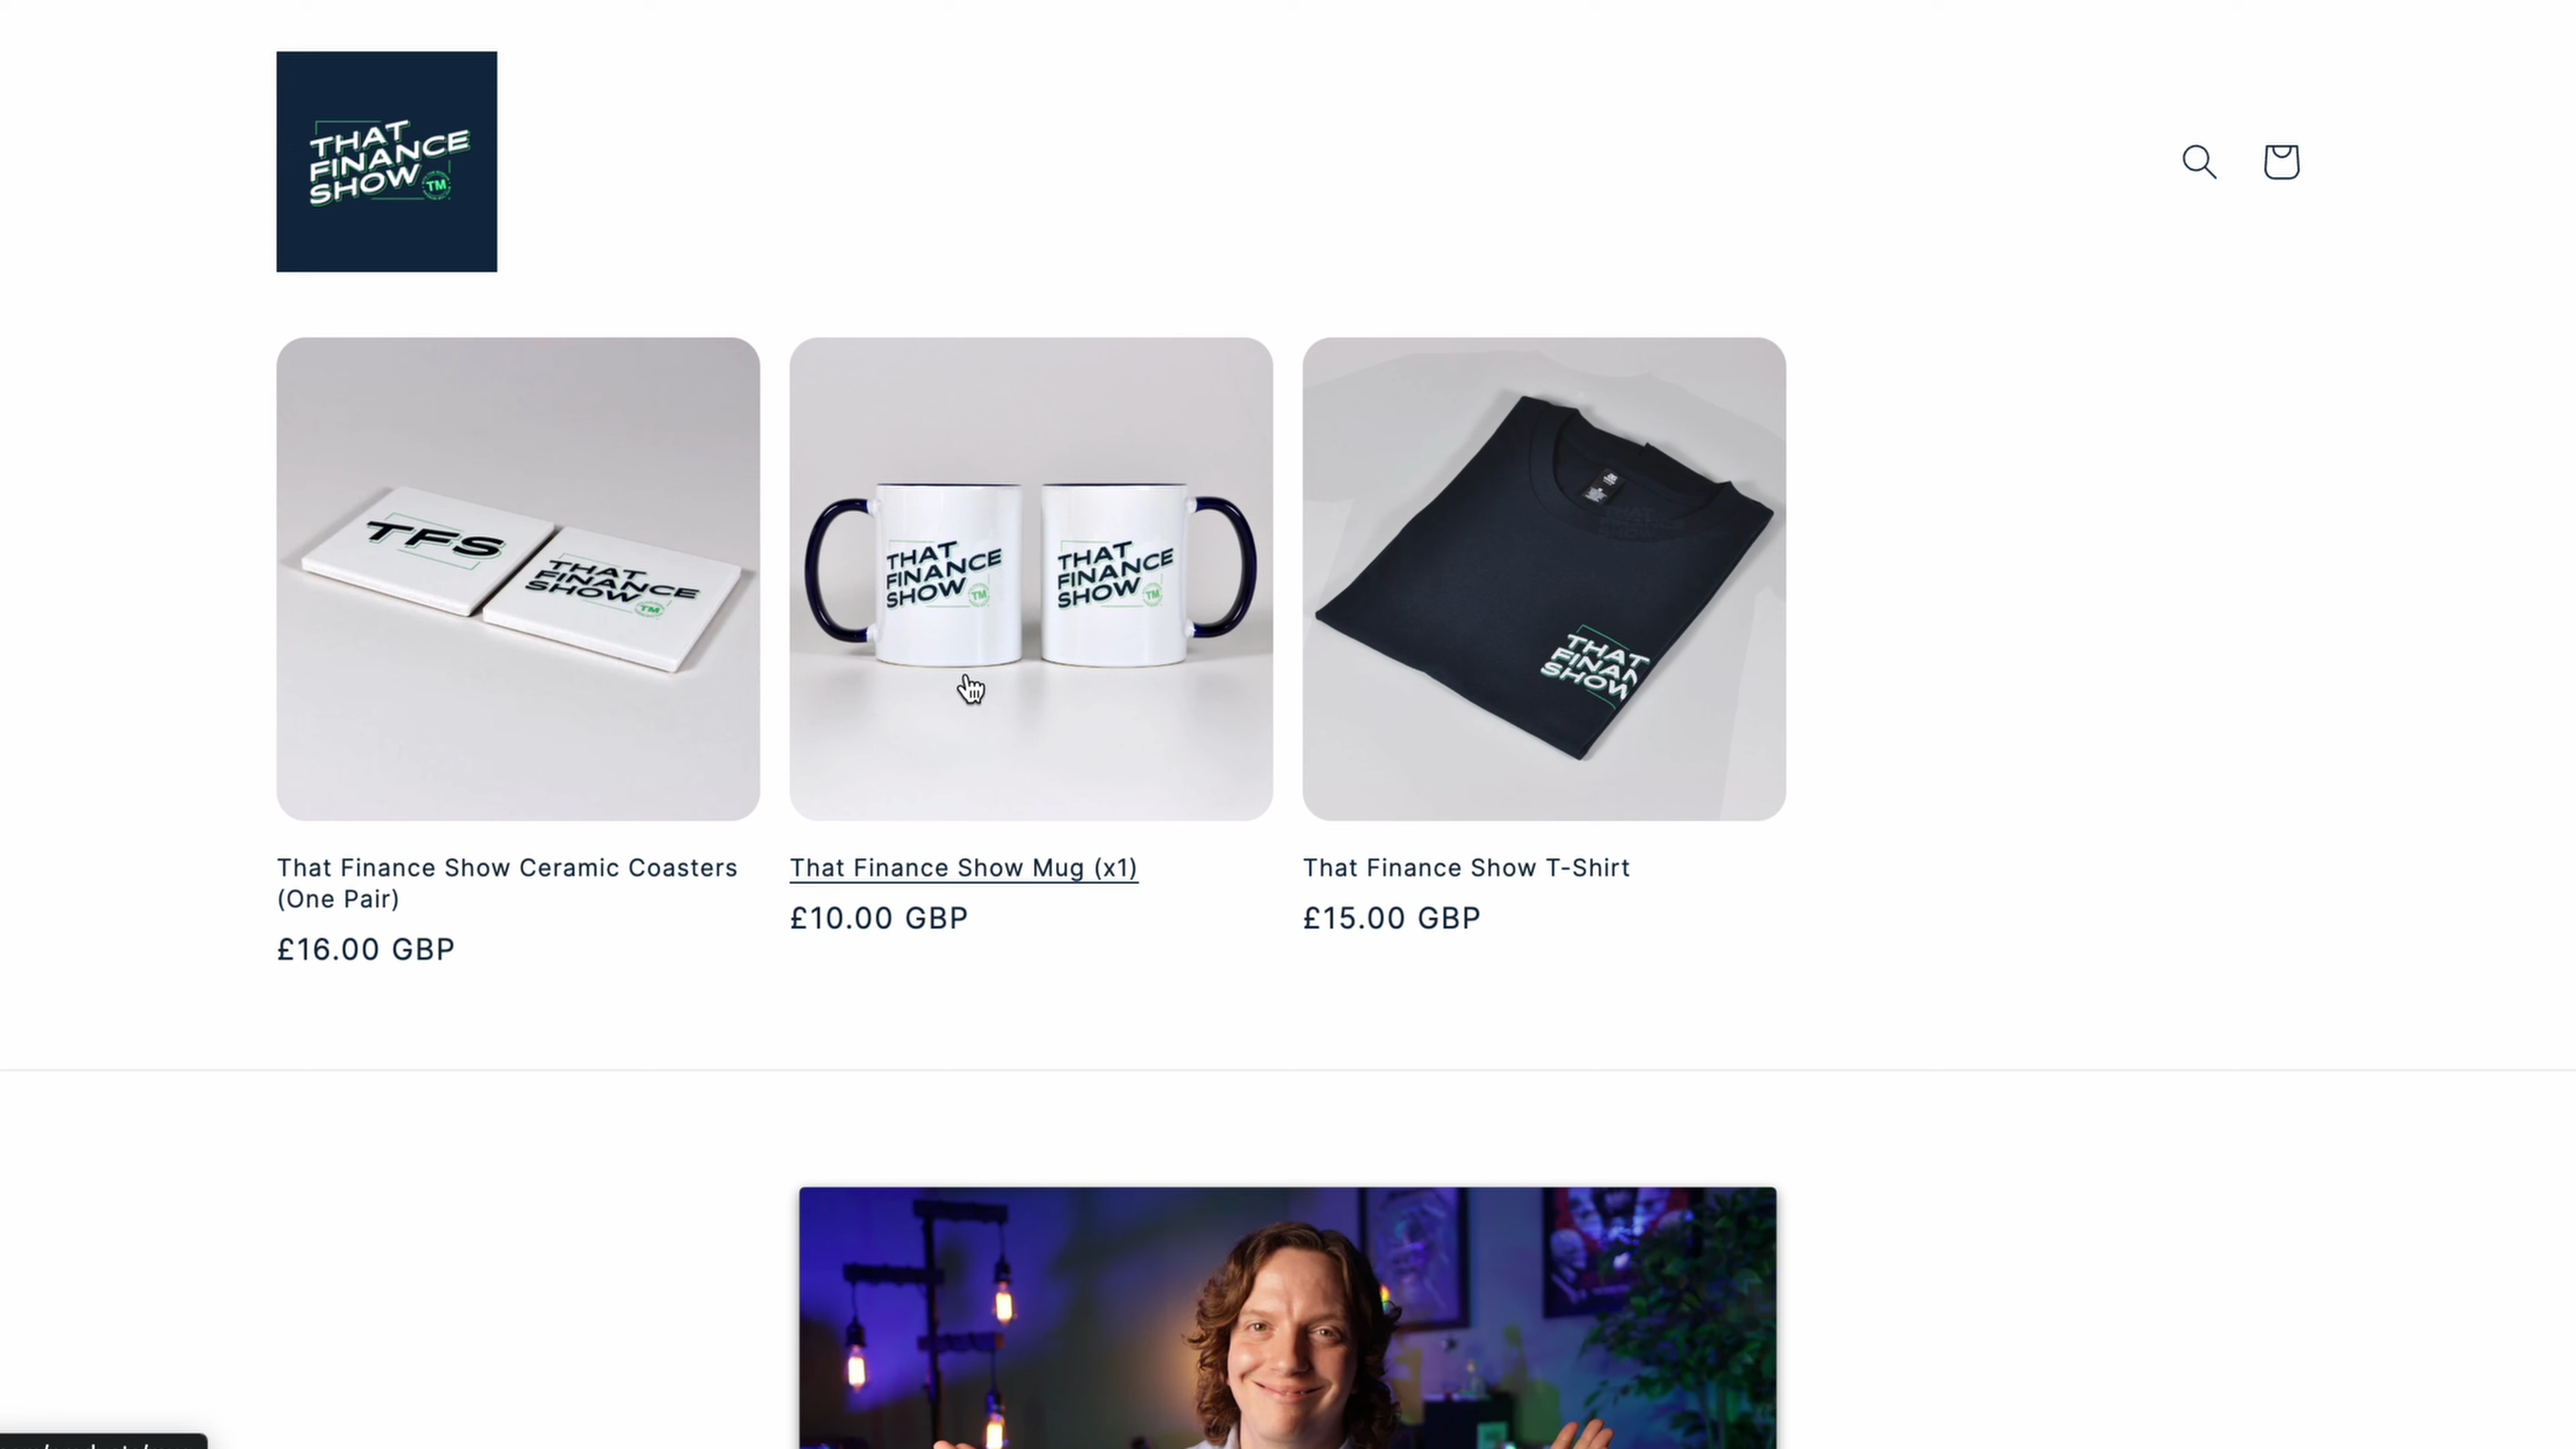 THAT
FINANCE
SHOW
TM
TFS
THAT
FINANCE
SHOW
TM
THAT
FINANCE
SHOW
TM
THAT
FINANCE
SHOW
TM
THAT
FINAN
SHOW
That Finance Show Ceramic Coasters
(One Pair)
£16.00 GBP
That Finance Show Mug (x1)
£10.00 GBP
That Finance Show T-Shirt
£15.00 GBP